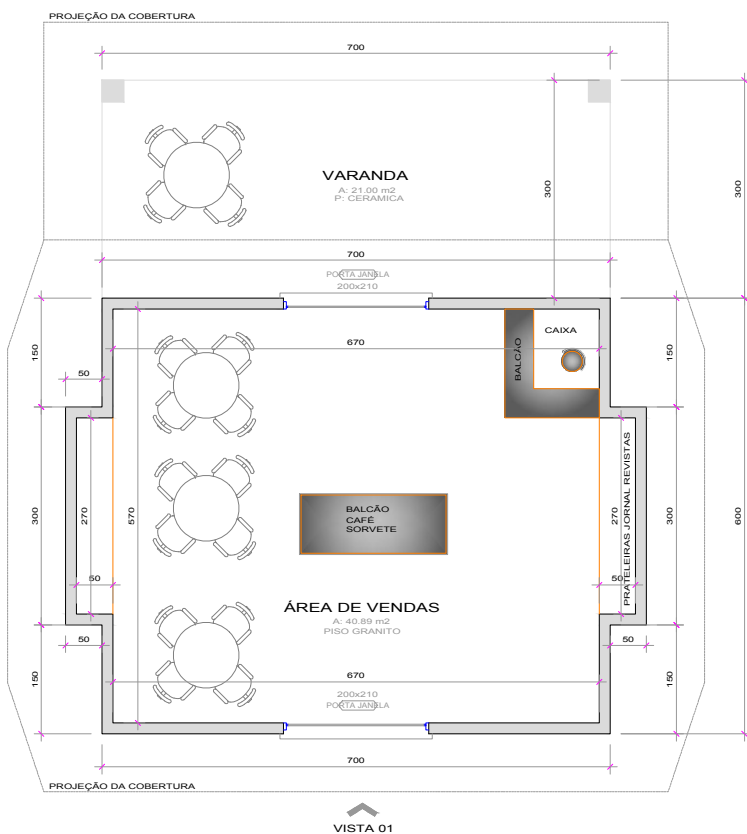 PROJEÇÃO DA COBERTURA
700
300
300
VARANDA
A: 21.00 m2
P: CERAMICA
700
PORTA JANELA
200x210
CAIXA
BALCÃO
670
150
150
50
300
270
570
BALCÃO
CAFÉ
SORVETE
270
PRATELEIRAS JORNAL REVISTAS
300
600
50
50
ÁREA DE VENDAS
A: 40.89 m2
PISO GRANITO
50
50
150
150
670
200x210
PORTA JANELA
700
PROJEÇÃO DA COBERTURA
VISTA 01